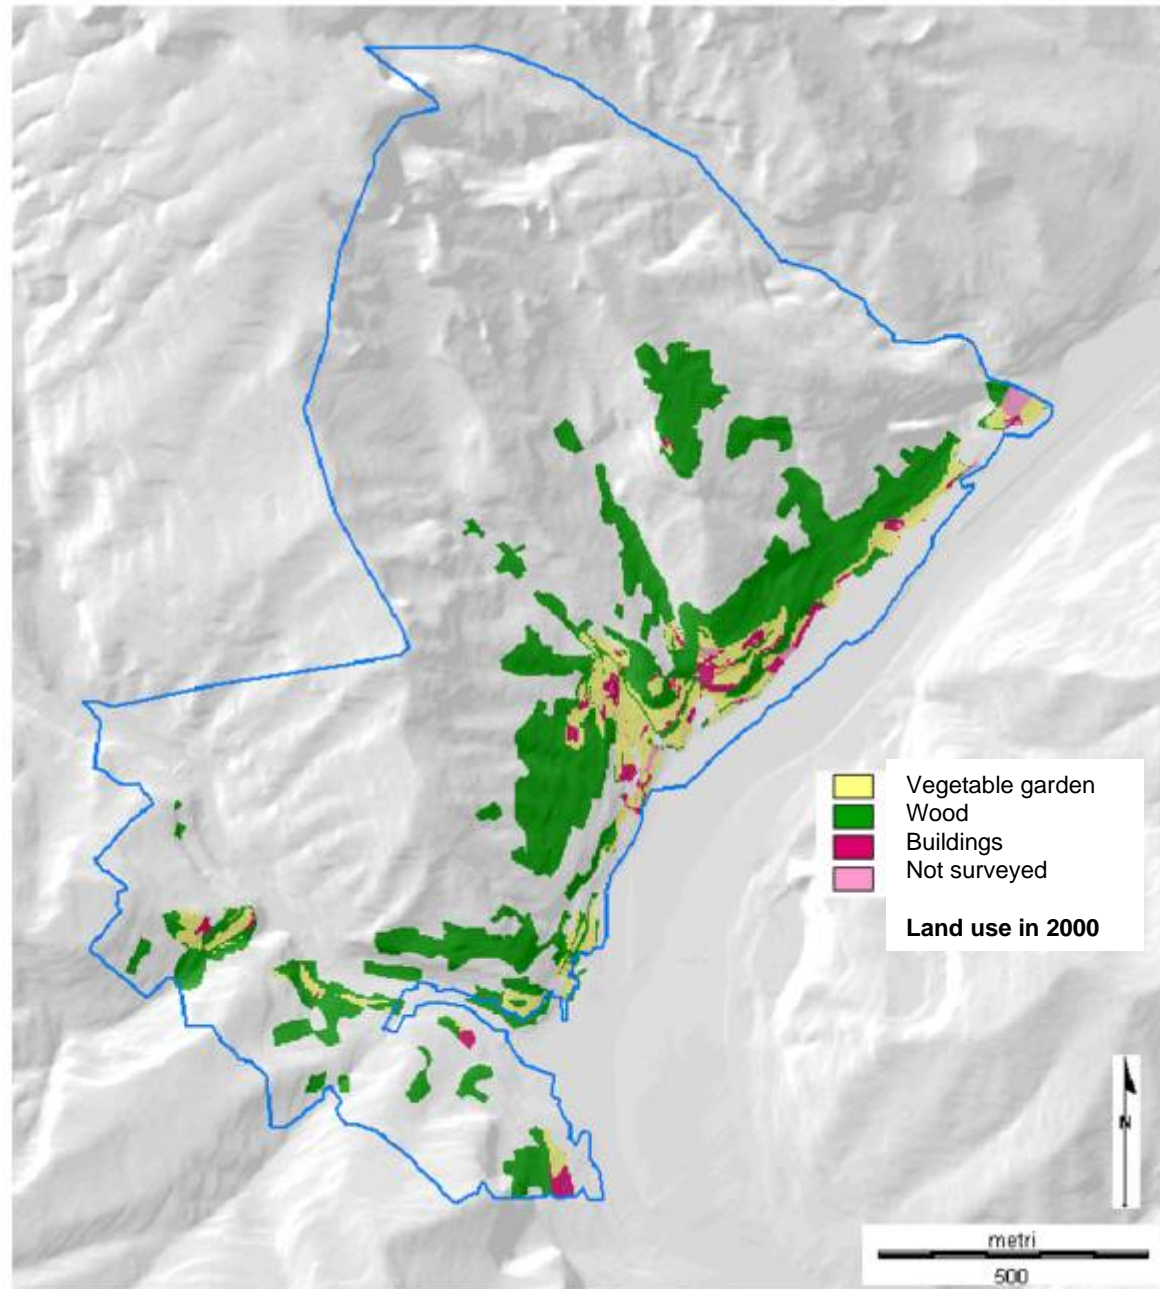 Vegetable garden
Wood
Buildings
Not surveyed
Land use in 2000
N
metri
500